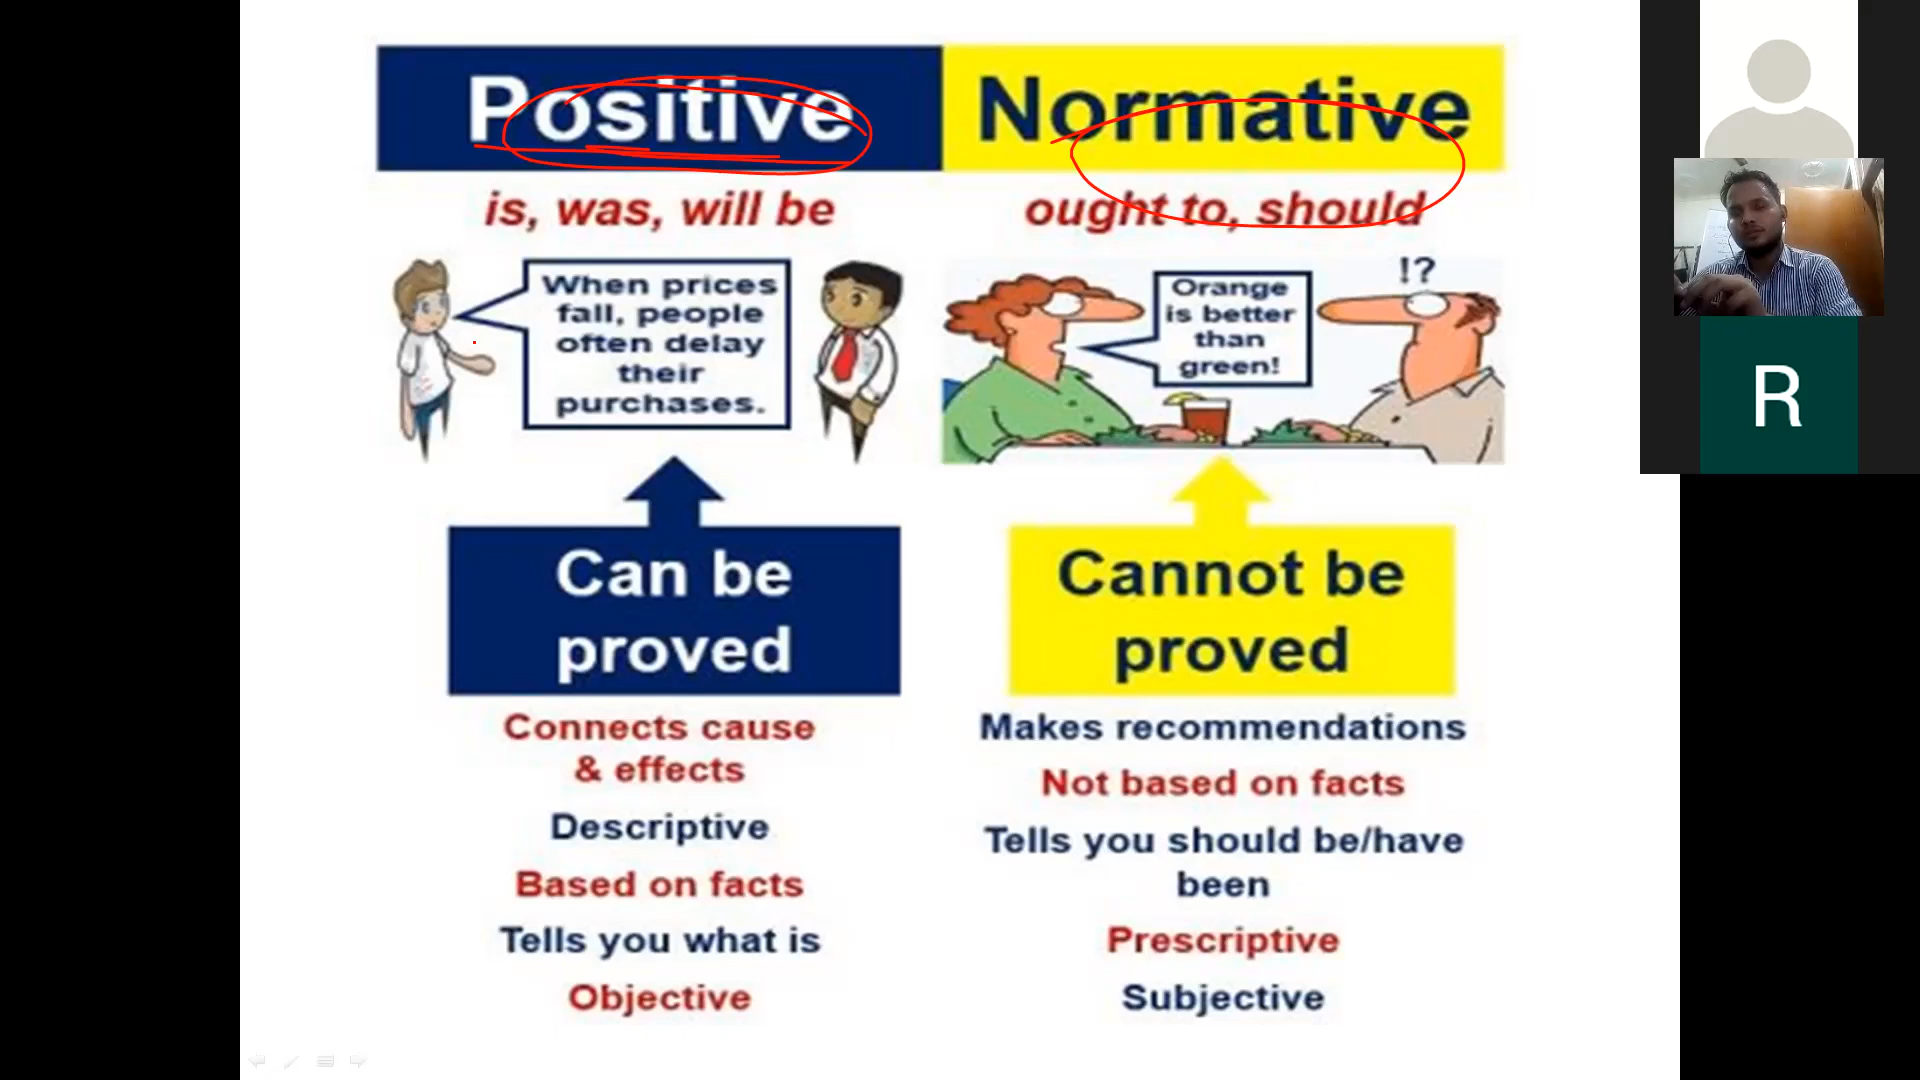 Positive
Normative
is, was, will be
ought to, should
When prices
fall, people
often delay
their
purchases.
Orange
is better
than
green!
!?
Can be
proved
Cannot be
proved
Connects cause
& effects
Descriptive
Based on facts
Tells you what is
Objective
Makes recommendations
Not based on facts
Tells you should be/have
been
Prescriptive
Subjective
R